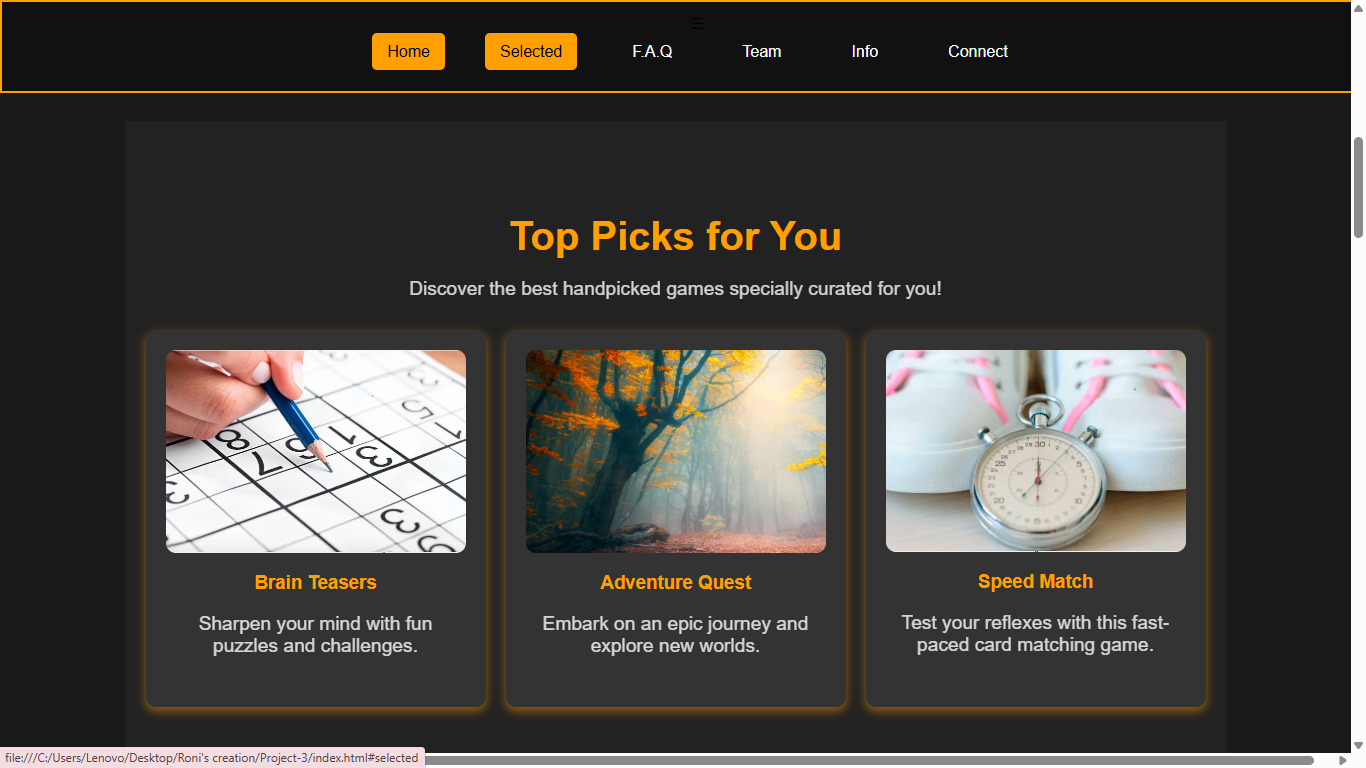 ☰
Home Selected F.A.Q Team Info Connect
Top Picks for You
Discover the best handpicked games specially curated for you!
Brain Teasers
Sharpen your mind with fun
puzzles and challenges.
Adventure Quest
Embark on an epic journey and
explore new worlds.
Speed Match
Test your reflexes with this fast-
paced card matching game.
file:///C:/Users/Lenovo/Desktop/Roni's creation/Project-3/index.html#selected